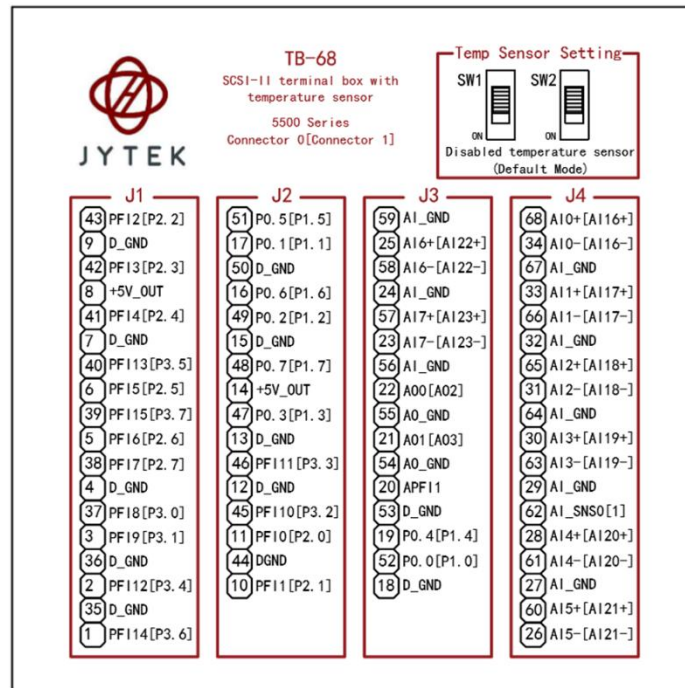 JYTEK
TB-68
SCSI-II terminal box with
temperature sensor
5500 Series
Connector 0[Connector 1]
Temp Sensor Setting
SW1 SW2
ON ON
Disabled temperature sensor
(Default Mode)
J1
43 PFI2[P2.2]
9 D_GND
42 PFI3[P2.3]
8 +5V_OUT
41 PFI4[P2.4]
7 D_GND
40 PFI13[P3.5]
6 PFI5[P2.5]
39 PFI15[P3.7]
5 PFI6[P2.6]
38 PFI7[P2.7]
4 D_GND
37 PFI8[P3.0]
3 PFI9[P3.1]
36 D_GND
2 PFI12[P3.4]
35 D_GND
1 PFI14[P3.6]
J2
51 P0.5[P1.5]
17 P0.1[P1.1]
50 D_GND
16 P0.6[P1.6]
49 P0.2[P1.2]
15 D_GND
48 P0.7[P1.7]
14 +5V_OUT
47 P0.3[P1.3]
13 D_GND
46 PFI11[P3.3]
12 D_GND
45 PFI10[P3.2]
11 PFI0[P2.0]
44 DGND
10 PFI1[P2.1]
J3
59 AI_GND
25 AI6+[AI22+]
58 AI6-[AI22-]
24 AI_GND
57 AI7+[AI23+]
23 AI7-[AI23-]
56 AI_GND
22 AO0[AO2]
55 AO_GND
21 AO1[AO3]
54 AO_GND
20 APFI1
53 D_GND
19 P0.4[P1.4]
52 P0.0[P1.0]
18 D_GND
J4
68 AI0+[AI16+]
34 AI0-[AI16-]
67 AI_GND
33 AI1+[AI17+]
66 AI1-[AI17-]
32 AI_GND
65 AI2+[AI18+]
31 AI2-[AI18-]
64 AI_GND
30 AI3+[AI19+]
63 AI3-[AI19-]
29 AI_GND
62 AI_SNS0[1]
28 AI4+[AI20+]
61 AI4-[AI20-]
27 AI_GND
60 AI5+[AI21+]
26 AI5-[AI21-]